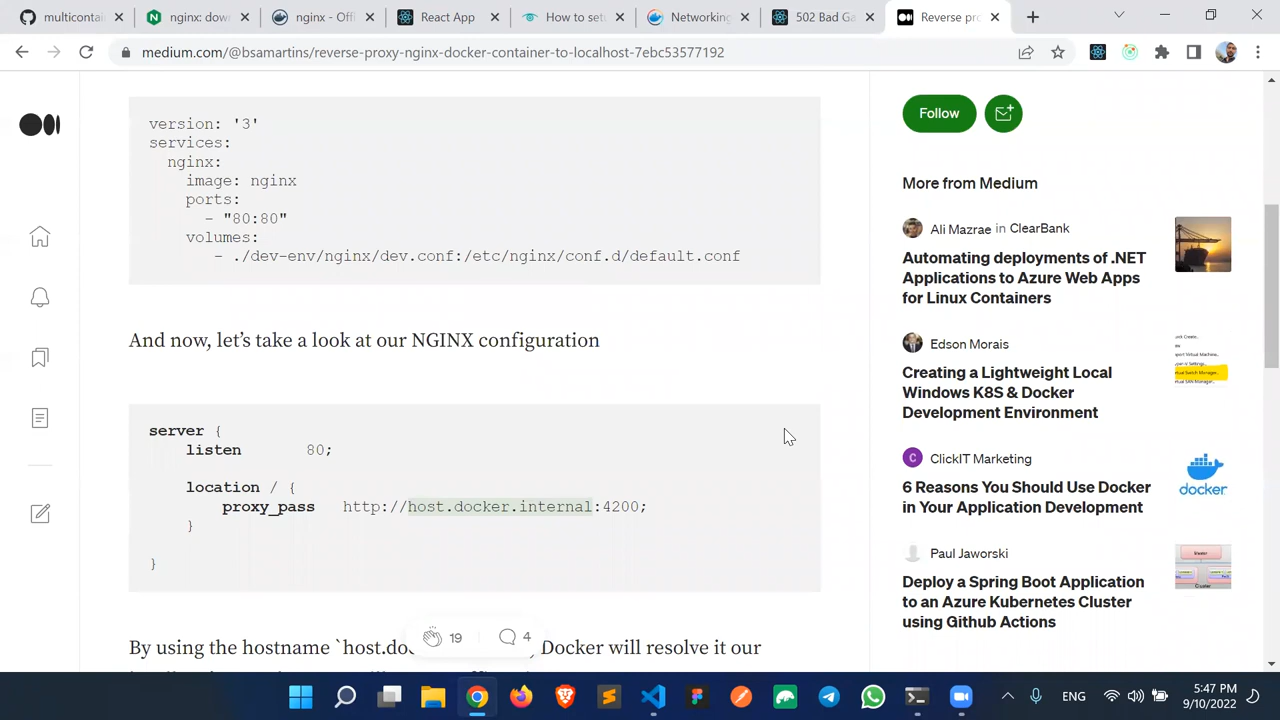 multicontai
nginx- few
nginx - Offi
React App
How to setu
Networking
502 Bad Ga
Reverse pro
medium.com/@bsamartins/reverse-proxy-nginx-docker-container-to-localhost-7ebc53577192
version: '3'
services:
nginx:
image: nginx
ports:
- "80:80"
volumes:
- ./dev-env/nginx/dev.conf:/etc/nginx/conf.d/default.conf
And now, let's take a look at our NGINX configuration
server {
listen 80;
location / {
proxy_pass http://host.docker.internal:4200;
}
}
19
4
By using the hostname `host.doc Docker will resolve it our
Follow
More from Medium
Ali Mazrae in ClearBank
Automating deployments of .NET
Applications to Azure Web Apps
for Linux Containers
Edson Morais
Creating a Lightweight Local
Windows K8S & Docker
Development Environment
C ClickIT Marketing
6 Reasons You Should Use Docker
in Your Application Development
docker
Paul Jaworski
Deploy a Spring Boot Application
to an Azure Kubernetes Cluster
using Github Actions
ENG
5:47 PM
9/10/2022